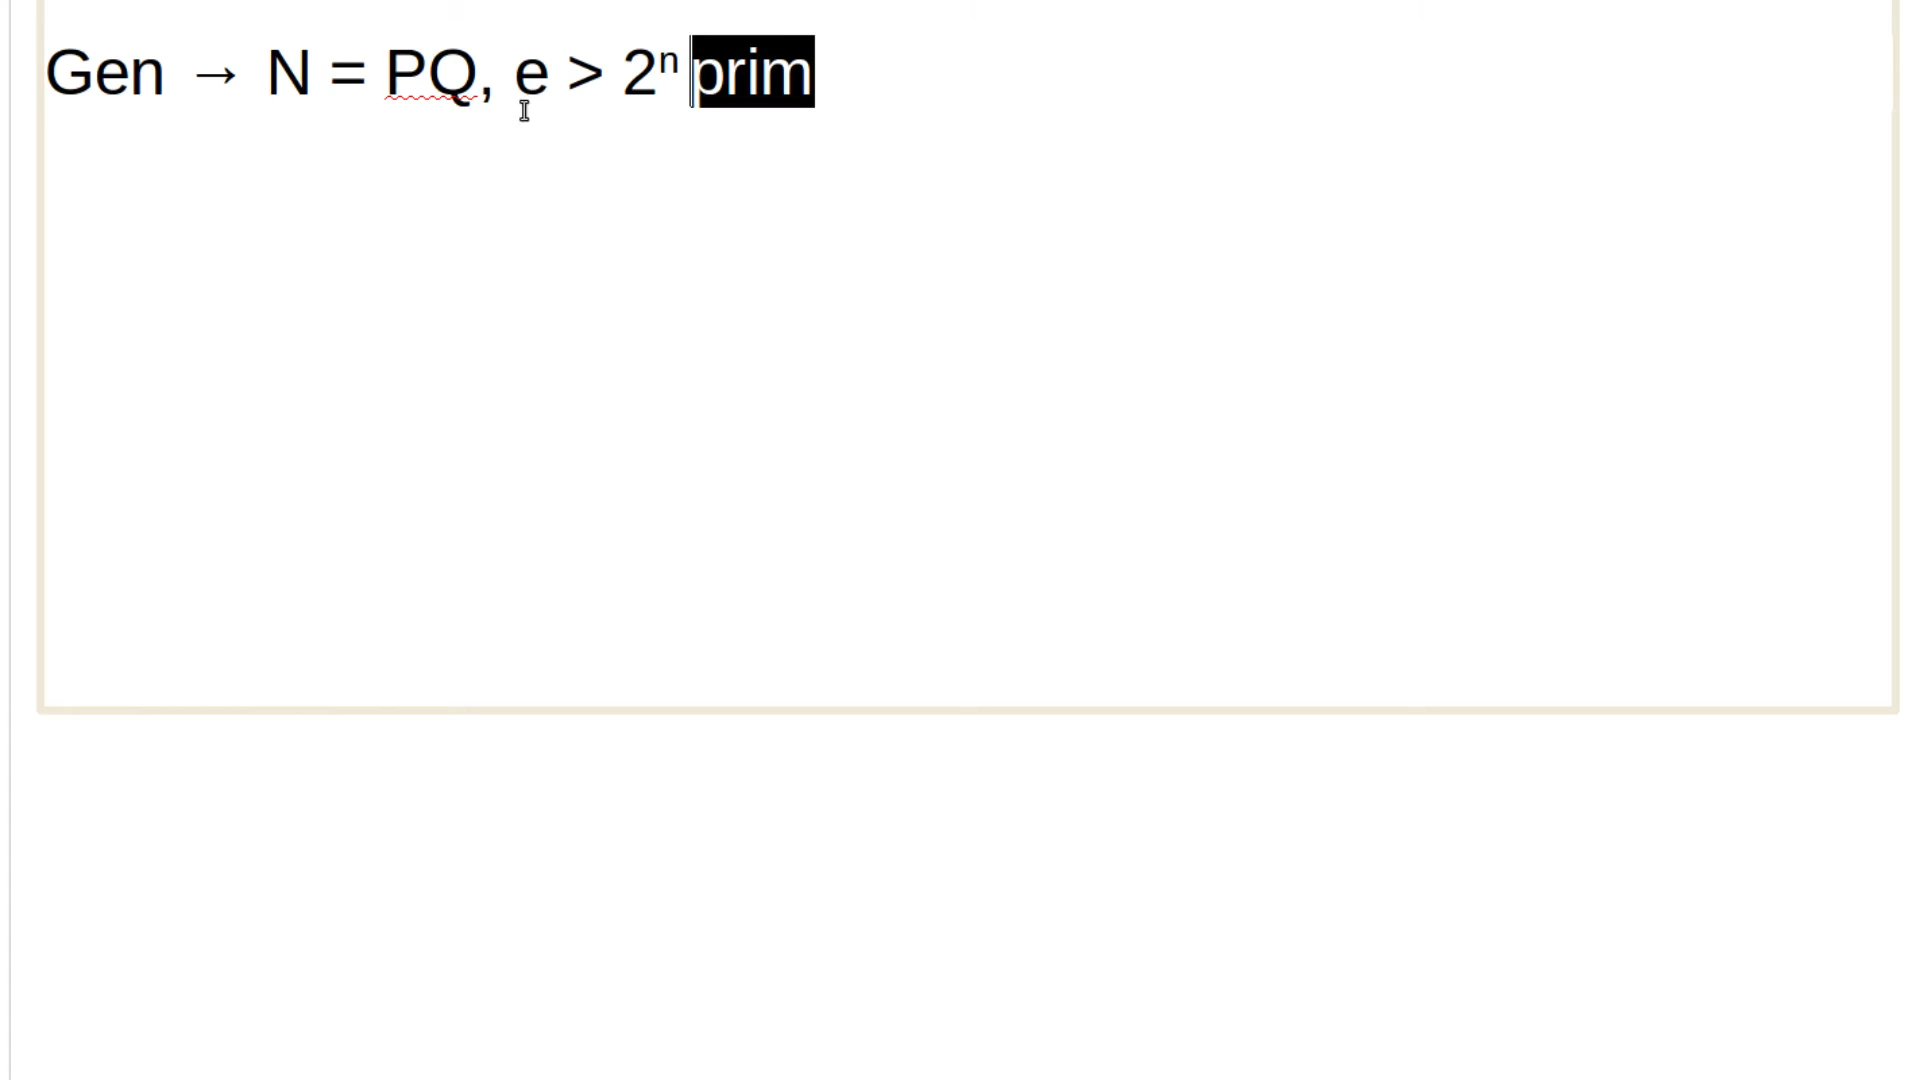 Gen → N = PQ, e > 2ⁿ prim